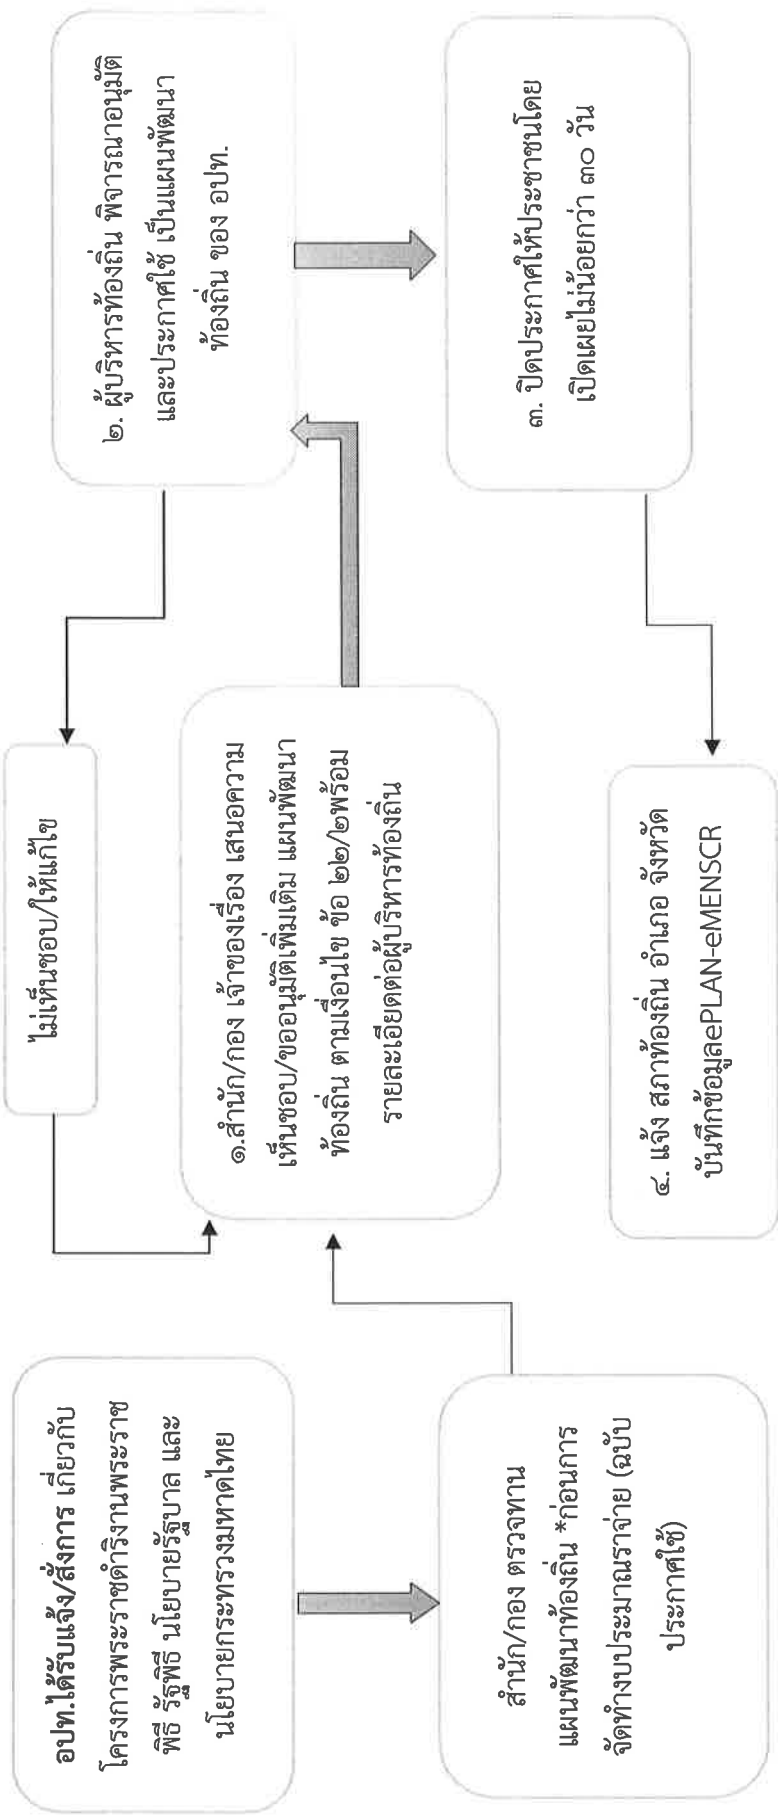 อปท.ได้รับแจ้ง/สั่งการ เกี่ยวกับ
โครงการพระราชดำริงานพระราช
พิธี รัฐพิธี นโยบายรัฐบาล และ
นโยบายกระทรวงมหาดไทย
สำนัก/กอง ตรวจทาน
แผนพัฒนาท้องถิ่น *ก่อนการ
จัดทำงบประมาณราจ่าย (ฉบับ
ประกาศใช้)
ไม่เห็นชอบ/ให้แก้ไข
๑.สำนัก/กอง เจ้าของเรื่อง เสนอความ
เห็นชอบ/ขออนุมัติเพิ่มเติม แผนพัฒนา
ท้องถิ่น ตามเงื่อนไข ข้อ ๒๒/๒พร้อม
รายละเอียดต่อผู้บริหารท้องถิ่น
๒. ผู้บริหารท้องถิ่น พิจารณาอนุมัติ
และประกาศใช้ เป็นแผนพัฒนา
ท้องถิ่น ของ อปท.
๓. ปิดประกาศให้ประชาชนโดย
เปิดเผยไม่น้อยกว่า ๓๐ วัน
๔. แจ้ง สภาท้องถิ่น อำเภอ จังหวัด
บันทึกข้อมูลePLAN-eMENSCR